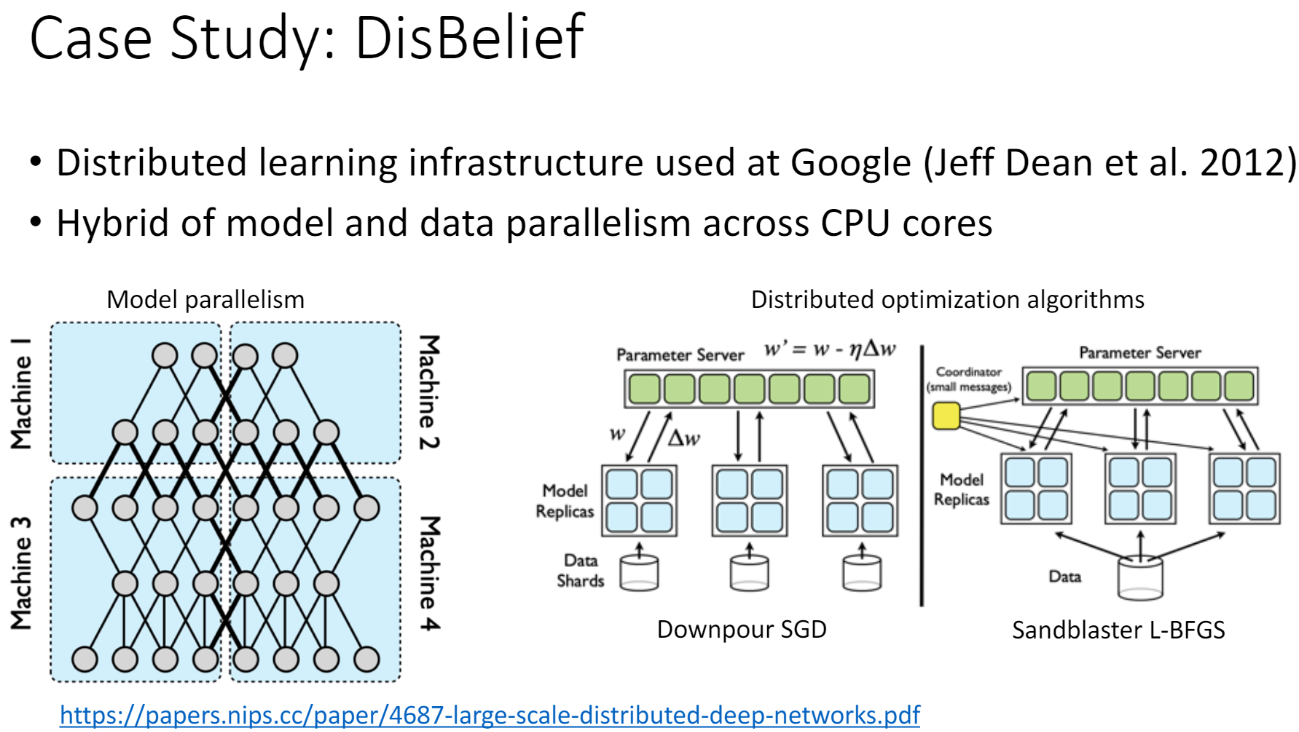 Case Study: DisBelief
• Distributed learning infrastructure used at Google (Jeff Dean et al. 2012)
• Hybrid of model and data parallelism across CPU cores
Model parallelism
Machine 1
Machine 2
Machine 3
Machine 4
Distributed optimization algorithms
Parameter Server
w' = w - ηΔw
w
Δw
Model
Replicas
Data
Shards
Downpour SGD
Parameter Server
Coordinator
(small messages)
Model
Replicas
Data
Sandblaster L-BFGS
https://papers.nips.cc/paper/4687-large-scale-distributed-deep-networks.pdf